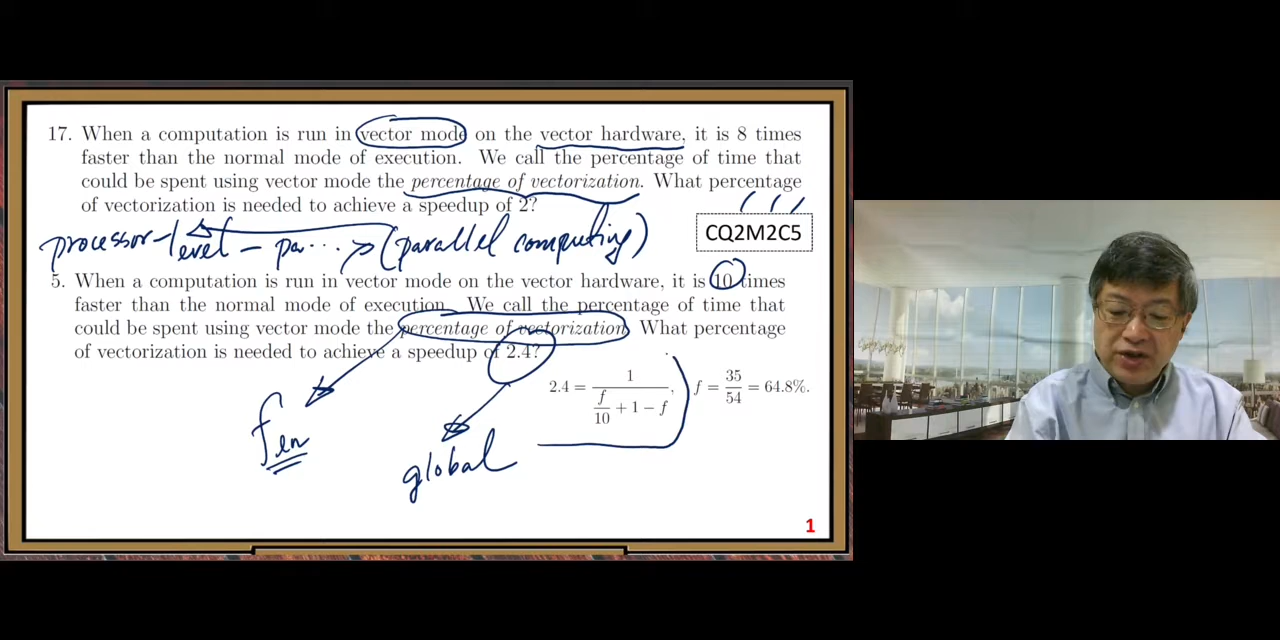 17. When a computation is run in vector mode on the vector hardware, it is 8 times
faster than the normal mode of execution. We call the percentage of time that
could be spent using vector mode the percentage of vectorization. What percentage
of vectorization is needed to achieve a speedup of 2?
CQ2M2C5
processor-level - pa... (parallel computing)
5. When a computation is run in vector mode on the vector hardware, it is 10 times
faster than the normal mode of execution. We call the percentage of time that
could be spent using vector mode the percentage of vectorization. What percentage
of vectorization is needed to achieve a speedup of 2.4?
2.4 = 1 / (f/10 + 1 − f), f = 35/54 = 64.8%.
fen
global
1